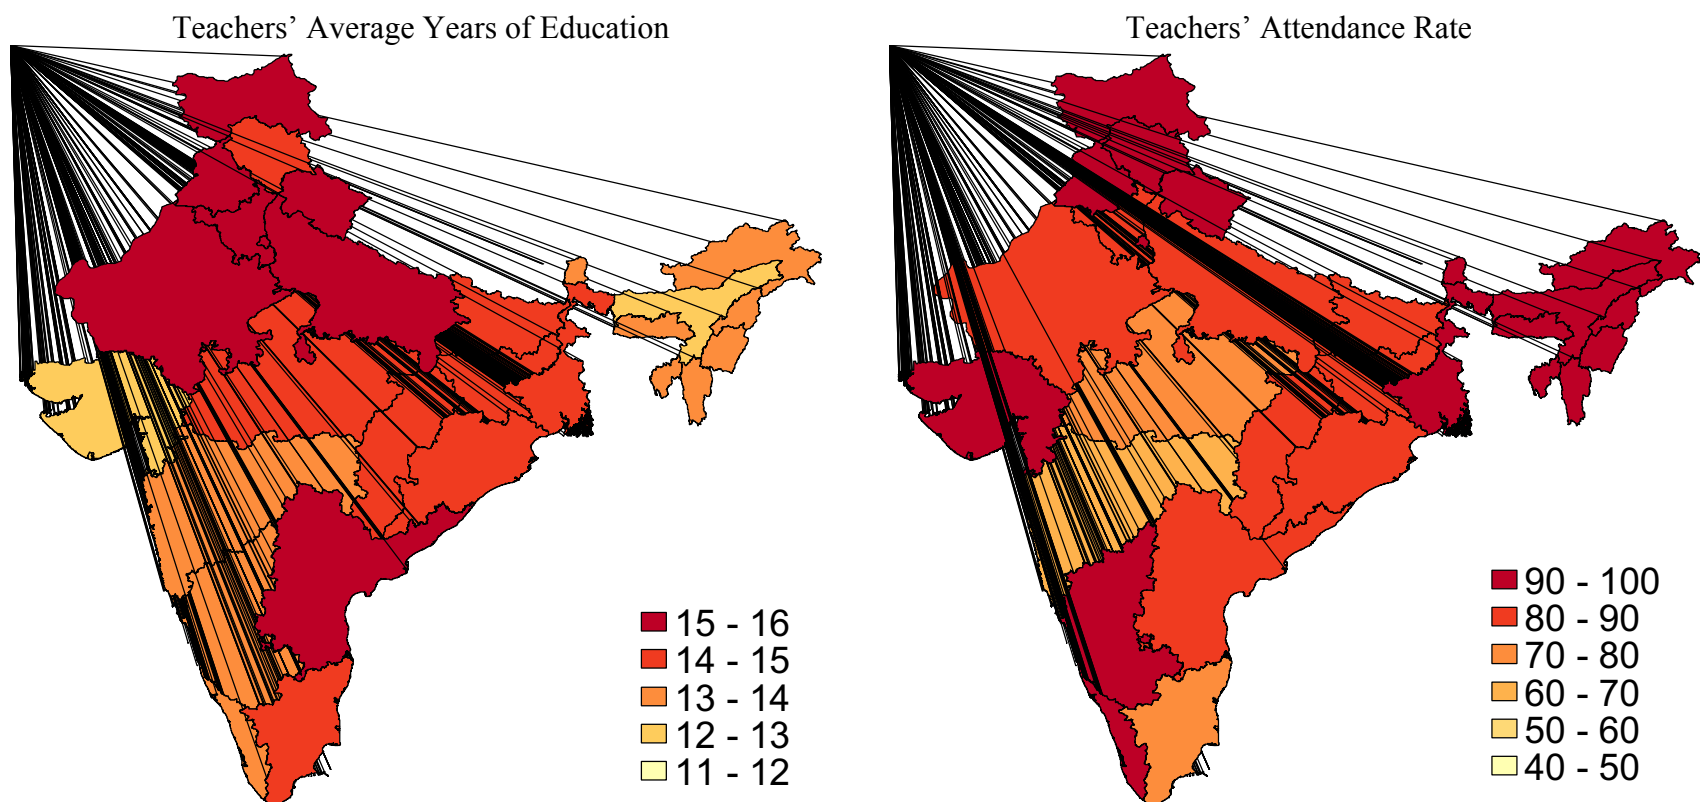 Teachers’ Average Years of Education
15 - 16
14 - 15
13 - 14
12 - 13
11 - 12
Teachers’ Attendance Rate
90 - 100
80 - 90
70 - 80
60 - 70
50 - 60
40 - 50